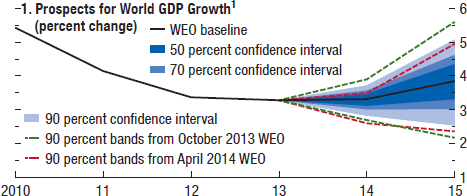 1. Prospects for World GDP Growth¹
(percent change)
WEO baseline
50 percent confidence interval
70 percent confidence interval
90 percent confidence interval
90 percent bands from October 2013 WEO
90 percent bands from April 2014 WEO
6
5
4
3
2
1
2010 11 12 13 14 15